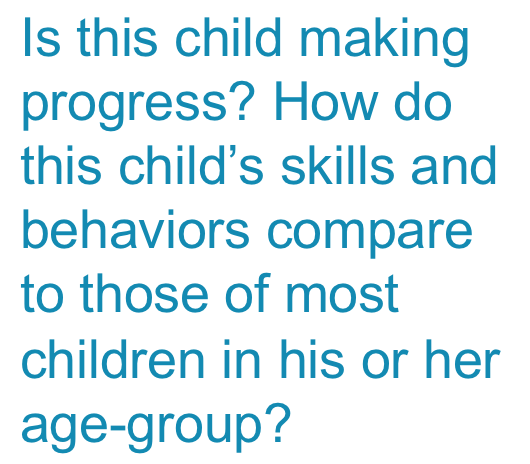 Is this child making
progress? How do
this child’s skills and
behaviors compare
to those of most
children in his or her
age-group?